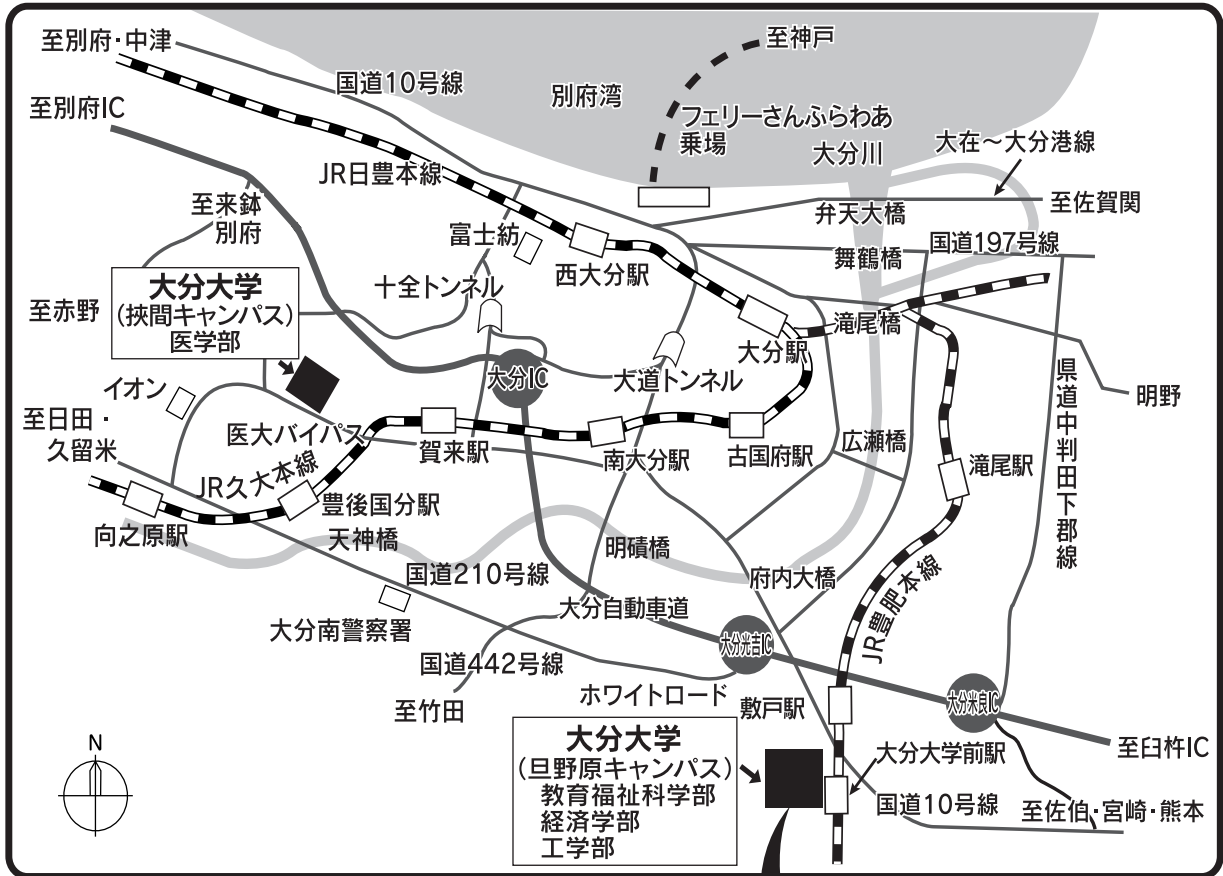 至別府・中津
国道10号線
至別府IC
JR日豊本線
別府湾
至神戸
フェリーさんふらわあ
乗場
大分川
大在～大分港線
至佐賀関
弁天大橋
国道197号線
舞鶴橋
至来鉢
別府
富士紡
西大分駅
十全トンネル
大分大学
(挾間キャンパス)
医学部
至赤野
大分駅
滝尾橋
大分IC
大道トンネル
県道中判田下郡線
明野
イオン
至日田・
久留米
医大バイパス
賀来駅
南大分駅
古国府駅
広瀬橋
滝尾駅
JR久大本線
豊後国分駅
向之原駅
天神橋
明磧橋
国道210号線
府内大橋
JR豊肥本線
大分南警察署
大分自動車道
大分光吉IC
国道442号線
ホワイトロード
敷戸駅
大分米良IC
至竹田
至臼杵IC
大分大学
(旦野原キャンパス)
教育福祉科学部
経済学部
工学部
大分大学前駅
国道10号線
至佐伯・宮崎・熊本
N